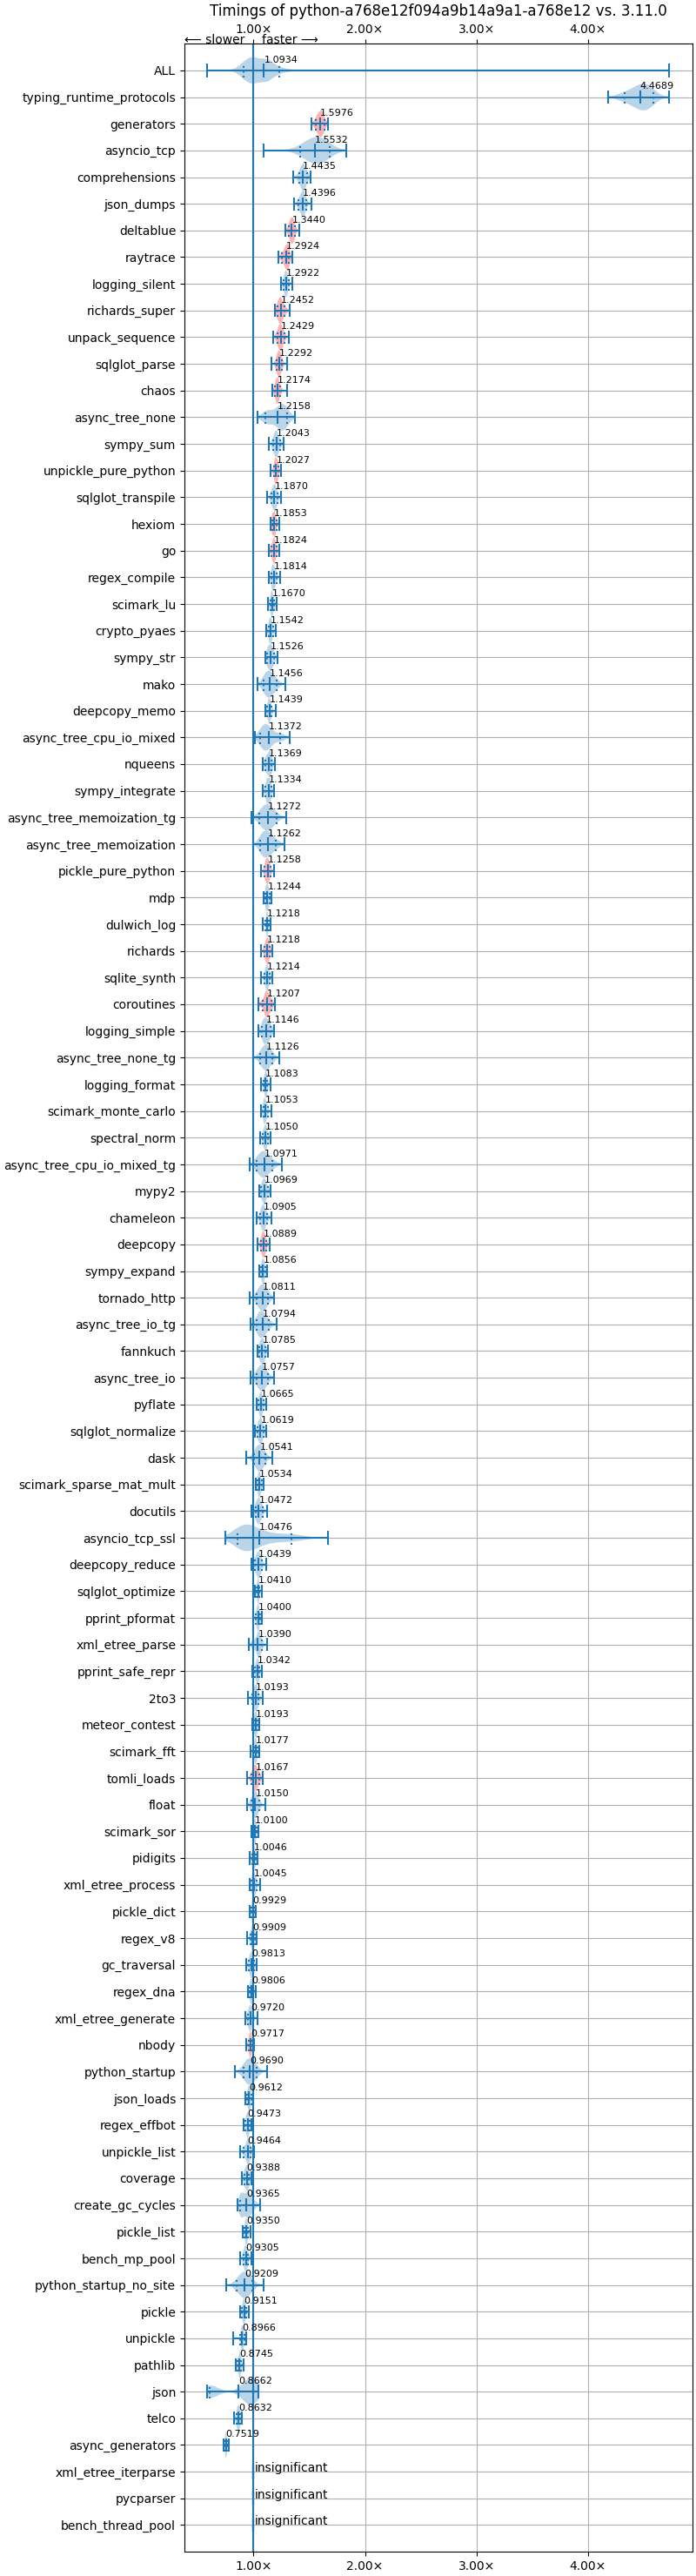 Timings of python-a768e12f094a9b14a9a1-a768e12 vs. 3.11.0
1.00× 2.00× 3.00× 4.00×
⟵ slower faster ⟶
ALL 1.0934
typing_runtime_protocols 4.4689
generators 1.5976
asyncio_tcp 1.5532
comprehensions 1.4435
json_dumps 1.4396
deltablue 1.3440
raytrace 1.2924
logging_silent 1.2922
richards_super 1.2452
unpack_sequence 1.2429
sqlglot_parse 1.2292
chaos 1.2174
async_tree_none 1.2158
sympy_sum 1.2043
unpickle_pure_python 1.2027
sqlglot_transpile 1.1870
hexiom 1.1853
go 1.1824
regex_compile 1.1814
scimark_lu 1.1670
crypto_pyaes 1.1542
sympy_str 1.1526
mako 1.1456
deepcopy_memo 1.1439
async_tree_cpu_io_mixed 1.1372
nqueens 1.1369
sympy_integrate 1.1334
async_tree_memoization_tg 1.1272
async_tree_memoization 1.1262
pickle_pure_python 1.1258
mdp 1.1244
dulwich_log 1.1218
richards 1.1218
sqlite_synth 1.1214
coroutines 1.1207
logging_simple 1.1146
async_tree_none_tg 1.1126
logging_format 1.1083
scimark_monte_carlo 1.1053
spectral_norm 1.1050
async_tree_cpu_io_mixed_tg 1.0971
mypy2 1.0969
chameleon 1.0905
deepcopy 1.0889
sympy_expand 1.0856
tornado_http 1.0811
async_tree_io_tg 1.0794
fannkuch 1.0785
async_tree_io 1.0757
pyflate 1.0665
sqlglot_normalize 1.0619
dask 1.0541
scimark_sparse_mat_mult 1.0534
docutils 1.0472
asyncio_tcp_ssl 1.0476
deepcopy_reduce 1.0439
sqlglot_optimize 1.0410
pprint_pformat 1.0400
xml_etree_parse 1.0390
pprint_safe_repr 1.0342
2to3 1.0193
meteor_contest 1.0193
scimark_fft 1.0177
tomli_loads 1.0167
float 1.0150
scimark_sor 1.0100
pidigits 1.0046
xml_etree_process 1.0045
pickle_dict 0.9929
regex_v8 0.9909
gc_traversal 0.9813
regex_dna 0.9806
xml_etree_generate 0.9720
nbody 0.9717
python_startup 0.9690
json_loads 0.9612
regex_effbot 0.9473
unpickle_list 0.9464
coverage 0.9388
create_gc_cycles 0.9365
pickle_list 0.9350
bench_mp_pool 0.9305
python_startup_no_site 0.9209
pickle 0.9151
unpickle 0.8966
pathlib 0.8745
json 0.8662
telco 0.8632
async_generators 0.7519
xml_etree_iterparse insignificant
pycparser insignificant
bench_thread_pool insignificant
1.00× 2.00× 3.00× 4.00×